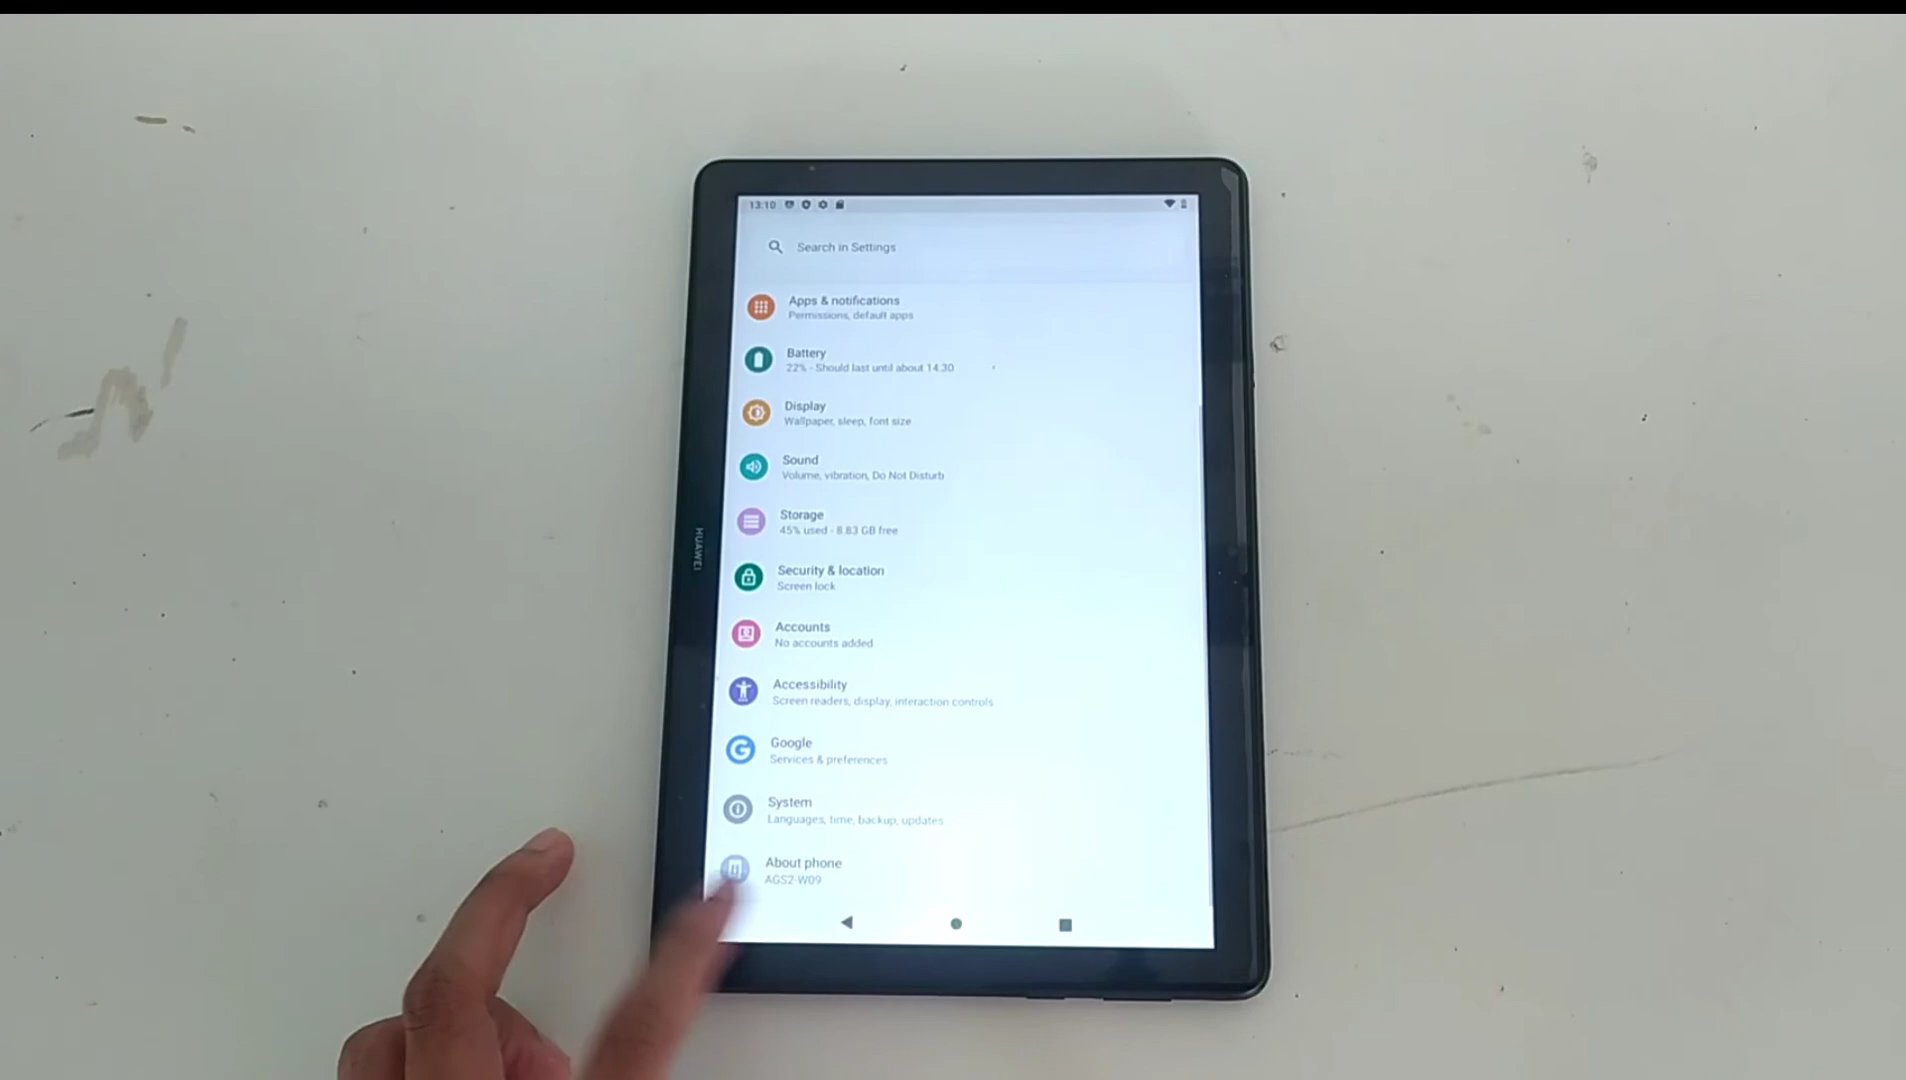 13:10
Search in Settings
Apps & notifications
Permissions, default apps
Battery
22% - Should last until about 14.30
Display
Wallpaper, sleep, font size
Sound
Volume, vibration, Do Not Disturb
Storage
45% used - 8.83 GB free
Security & location
Screen lock
Accounts
No accounts added
Accessibility
Screen readers, display, interaction controls
Google
Services & preferences
System
Languages, time, backup, updates
About phone
AGS2-W09
HUAWEI